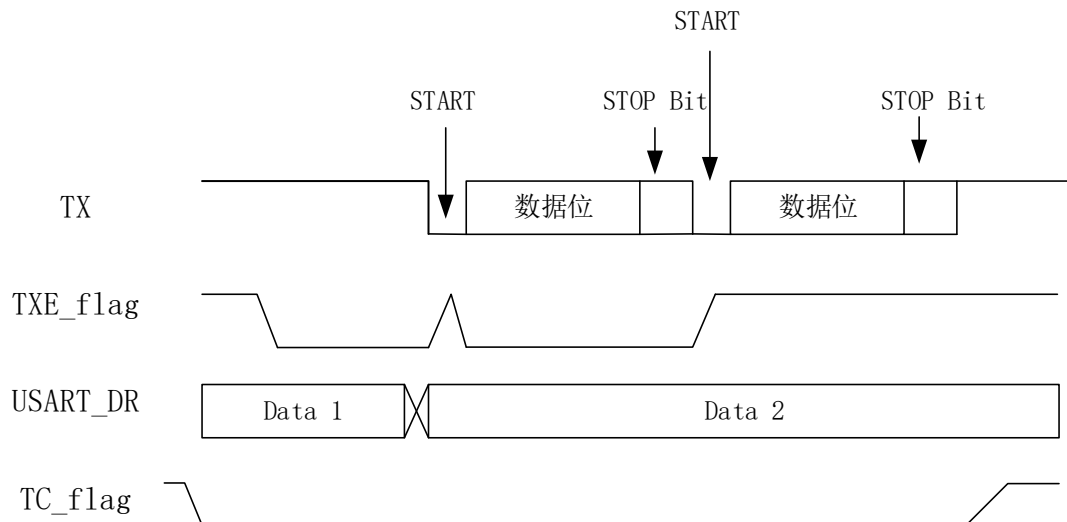 START
START
STOP Bit
STOP Bit
TX
数据位
数据位
TXE_flag
USART_DR
Data 1
Data 2
TC_flag